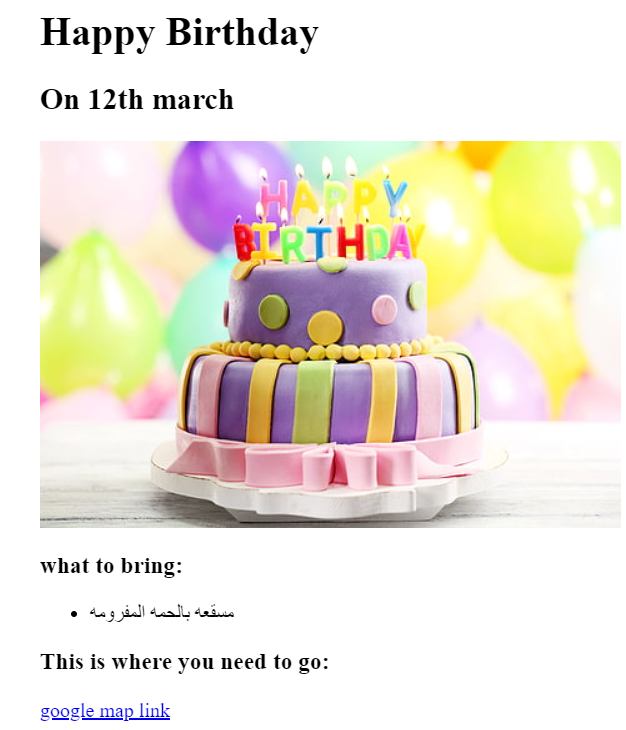 Happy Birthday
On 12th march
HAPPY
BIRTHDAY
what to bring:
مسقعه بالحمه المفرومه
This is where you need to go:
google map link